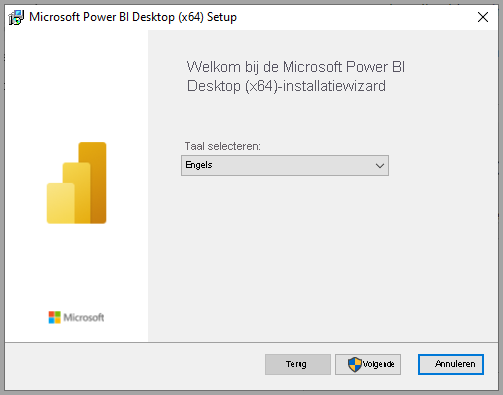 Microsoft Power BI Desktop (x64) Setup
Welkom bij de Microsoft Power BI
Desktop (x64)-installatiewizard
Taal selecteren:
Engels
Microsoft
Terug
Volgende
Annuleren